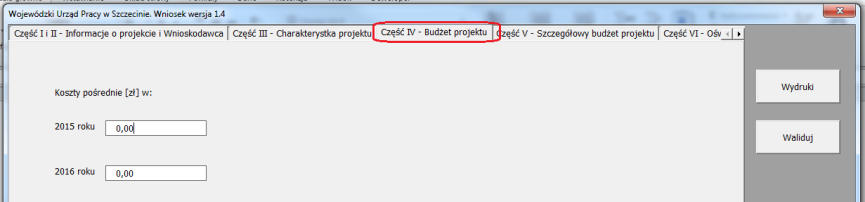 Wojewódzki Urząd Pracy w Szczecinie. Wniosek wersja 1.4
Część I i II - Informacje o projekcie i Wnioskodawca Część III - Charakterystka projektu Część IV - Budżet projektu Część V - Szczegółowy budżet projektu Część VI - Ośw
Koszty pośrednie [zł] w:
Wydruki
2015 roku 0,00
Waliduj
2016 roku 0,00